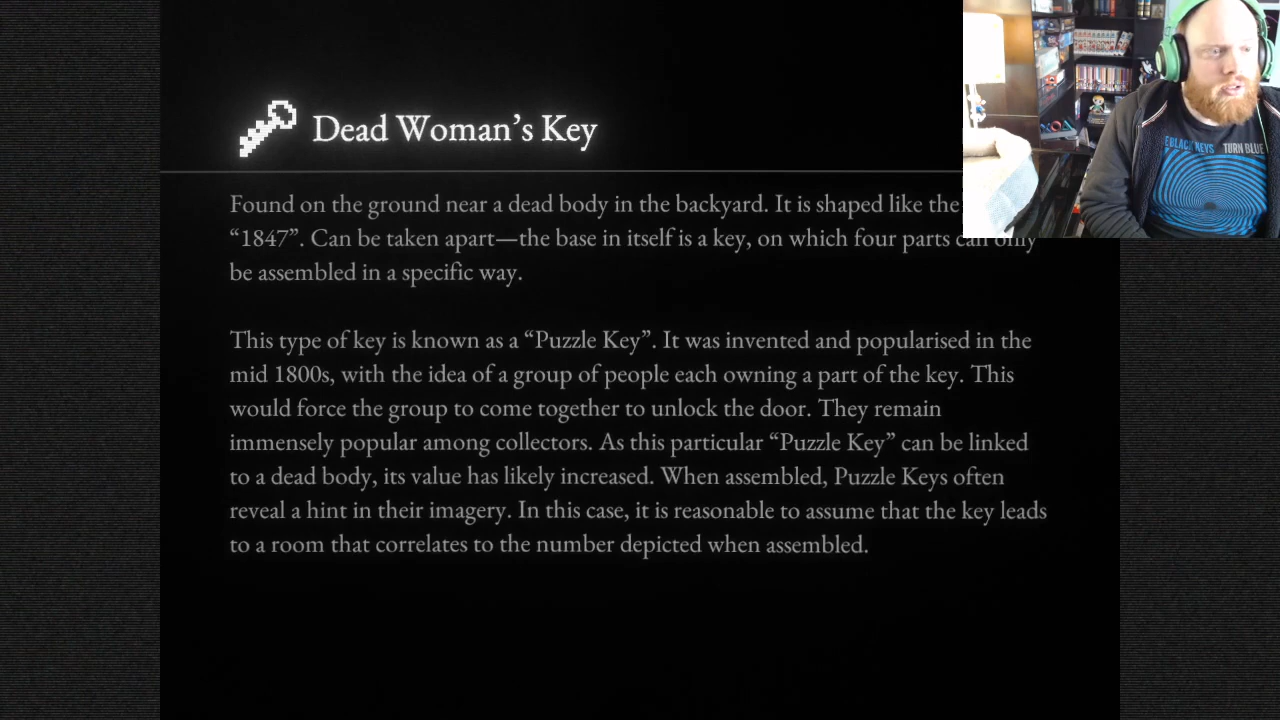 Dead Woman’s Key
Found on the ground near a dead body in the backyard. It is shaped like the
“1847”. Can be taken apart—the base in itself is a key, on which four parts can only
be assembled in a specific way.
This type of key is known as a “Puzzle Key”. It was invented and popularised in the
mid 1800s, with the idea of a group of people each owning a part of the key. This
would force the group to come together to unlock the door. They remain
immensely popular among collectors. As this particular “Puzzle Key” can be linked
to a dead body, its value has likely increased. When assembled, Puzzle Keys often
reveal a hint in their imagery. In this case, it is reasonable to assume that the key leads
to a room that correlates to the number depicted when assembled.
E BLACK KEYS TURN BLUE